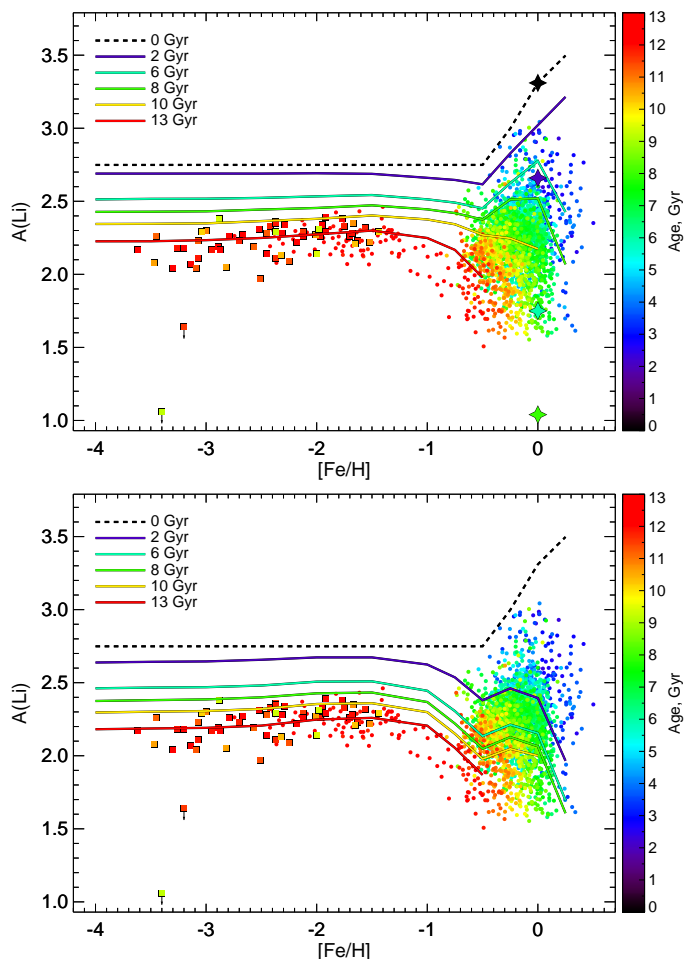 0 Gyr
2 Gyr
6 Gyr
8 Gyr
10 Gyr
13 Gyr
3.5
3.0
2.5
2.0
1.5
1.0
A(Li)
-4 -3 -2 -1 0
[Fe/H]
13
12
11
10
9
8
7
6
5
4
3
2
1
0
Age, Gyr
0 Gyr
2 Gyr
6 Gyr
8 Gyr
10 Gyr
13 Gyr
3.5
3.0
2.5
2.0
1.5
1.0
A(Li)
-4 -3 -2 -1 0
[Fe/H]
13
12
11
10
9
8
7
6
5
4
3
2
1
0
Age, Gyr